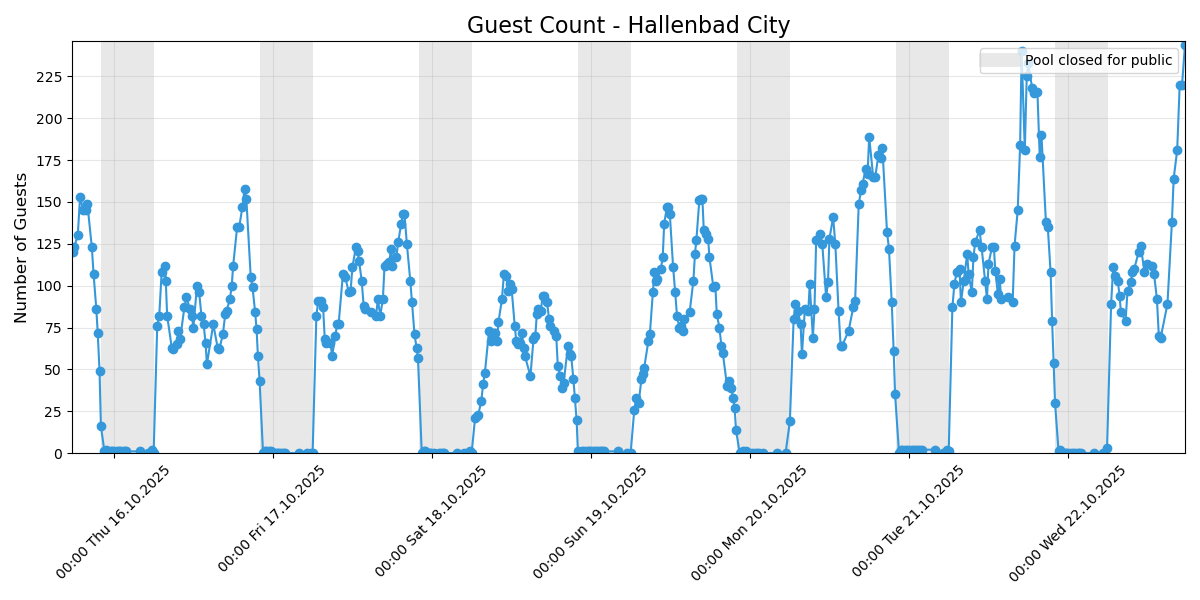 Guest Count - Hallenbad City
Pool closed for public
Number of Guests
225
200
175
150
125
100
75
50
25
0
00:00 Thu 16.10.2025
00:00 Fri 17.10.2025
00:00 Sat 18.10.2025
00:00 Sun 19.10.2025
00:00 Mon 20.10.2025
00:00 Tue 21.10.2025
00:00 Wed 22.10.2025